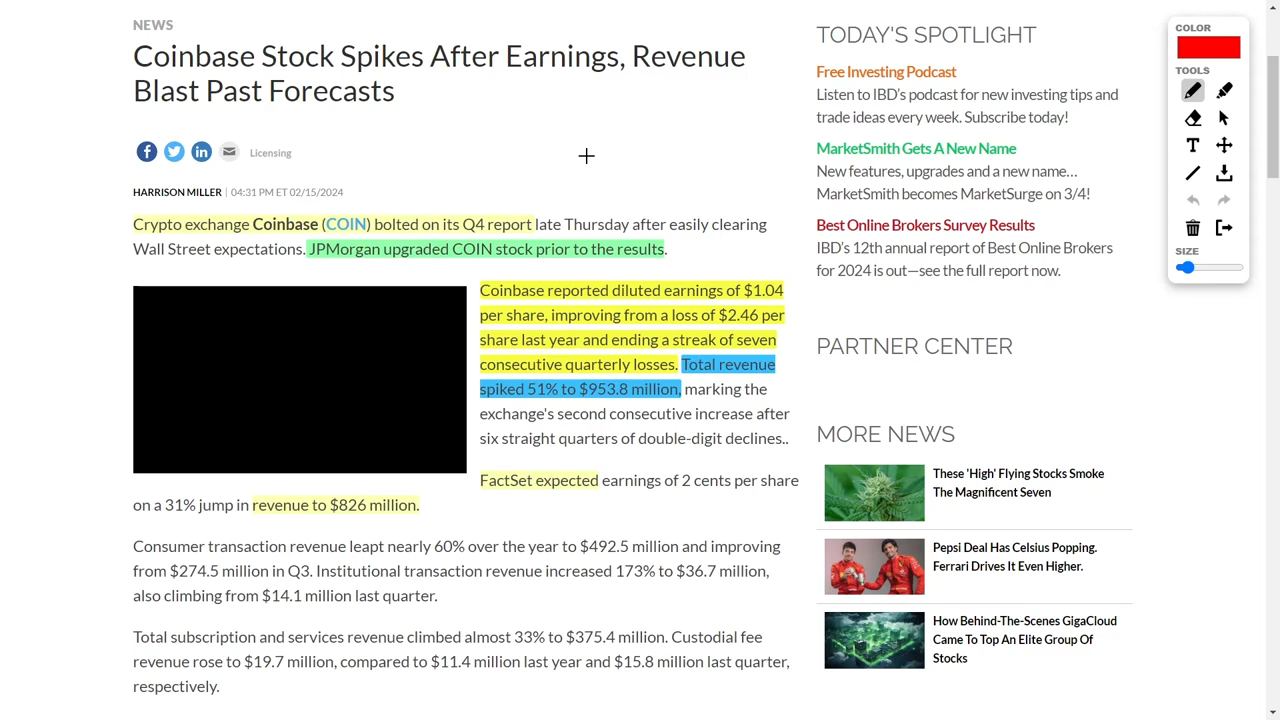 NEWS
Coinbase Stock Spikes After Earnings, Revenue
Blast Past Forecasts
Licensing
HARRISON MILLER | 04:31 PM ET 02/15/2024
Crypto exchange Coinbase (COIN) bolted on its Q4 report late Thursday after easily clearing
Wall Street expectations. JPMorgan upgraded COIN stock prior to the results.
Coinbase reported diluted earnings of $1.04
per share, improving from a loss of $2.46 per
share last year and ending a streak of seven
consecutive quarterly losses. Total revenue
spiked 51% to $953.8 million, marking the
exchange's second consecutive increase after
six straight quarters of double-digit declines..
FactSet expected earnings of 2 cents per share
on a 31% jump in revenue to $826 million.
Consumer transaction revenue leapt nearly 60% over the year to $492.5 million and improving
from $274.5 million in Q3. Institutional transaction revenue increased 173% to $36.7 million,
also climbing from $14.1 million last quarter.
Total subscription and services revenue climbed almost 33% to $375.4 million. Custodial fee
revenue rose to $19.7 million, compared to $11.4 million last year and $15.8 million last quarter,
respectively.
TODAY'S SPOTLIGHT
Free Investing Podcast
Listen to IBD's podcast for new investing tips and
trade ideas every week. Subscribe today!
MarketSmith Gets A New Name
New features, upgrades and a new name…
MarketSmith becomes MarketSurge on 3/4!
Best Online Brokers Survey Results
IBD's 12th annual report of Best Online Brokers
for 2024 is out—see the full report now.
PARTNER CENTER
MORE NEWS
These 'High' Flying Stocks Smoke
The Magnificent Seven
Pepsi Deal Has Celsius Popping.
Ferrari Drives It Even Higher.
How Behind-The-Scenes GigaCloud
Came To Top An Elite Group Of
Stocks
COLOR
TOOLS
SIZE